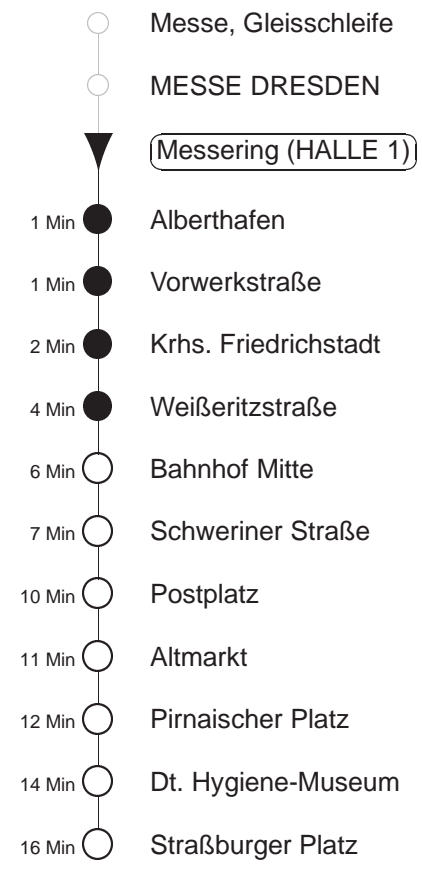 Messe, Gleisschleife
MESSE DRESDEN
Messering (HALLE 1)
1 Min Alberthafen
1 Min Vorwerkstraße
2 Min Krhs. Friedrichstadt
4 Min Weißeritzstraße
6 Min Bahnhof Mitte
7 Min Schweriner Straße
10 Min Postplatz
11 Min Altmarkt
12 Min Pirnaischer Platz
14 Min Dt. Hygiene-Museum
16 Min Straßburger Platz